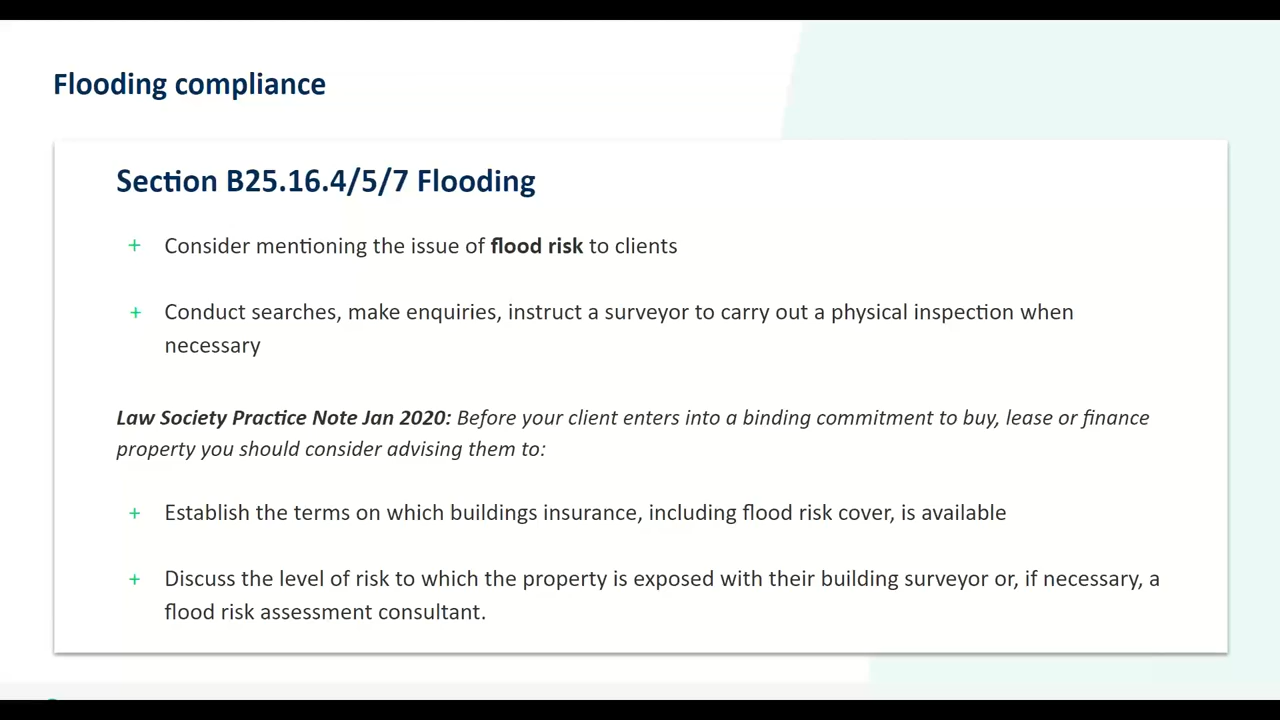 Flooding compliance
Section B25.16.4/5/7 Flooding
+ Consider mentioning the issue of flood risk to clients
+ Conduct searches, make enquiries, instruct a surveyor to carry out a physical inspection when
necessary
Law Society Practice Note Jan 2020: Before your client enters into a binding commitment to buy, lease or finance
property you should consider advising them to:
+ Establish the terms on which buildings insurance, including flood risk cover, is available
+ Discuss the level of risk to which the property is exposed with their building surveyor or, if necessary, a
flood risk assessment consultant.